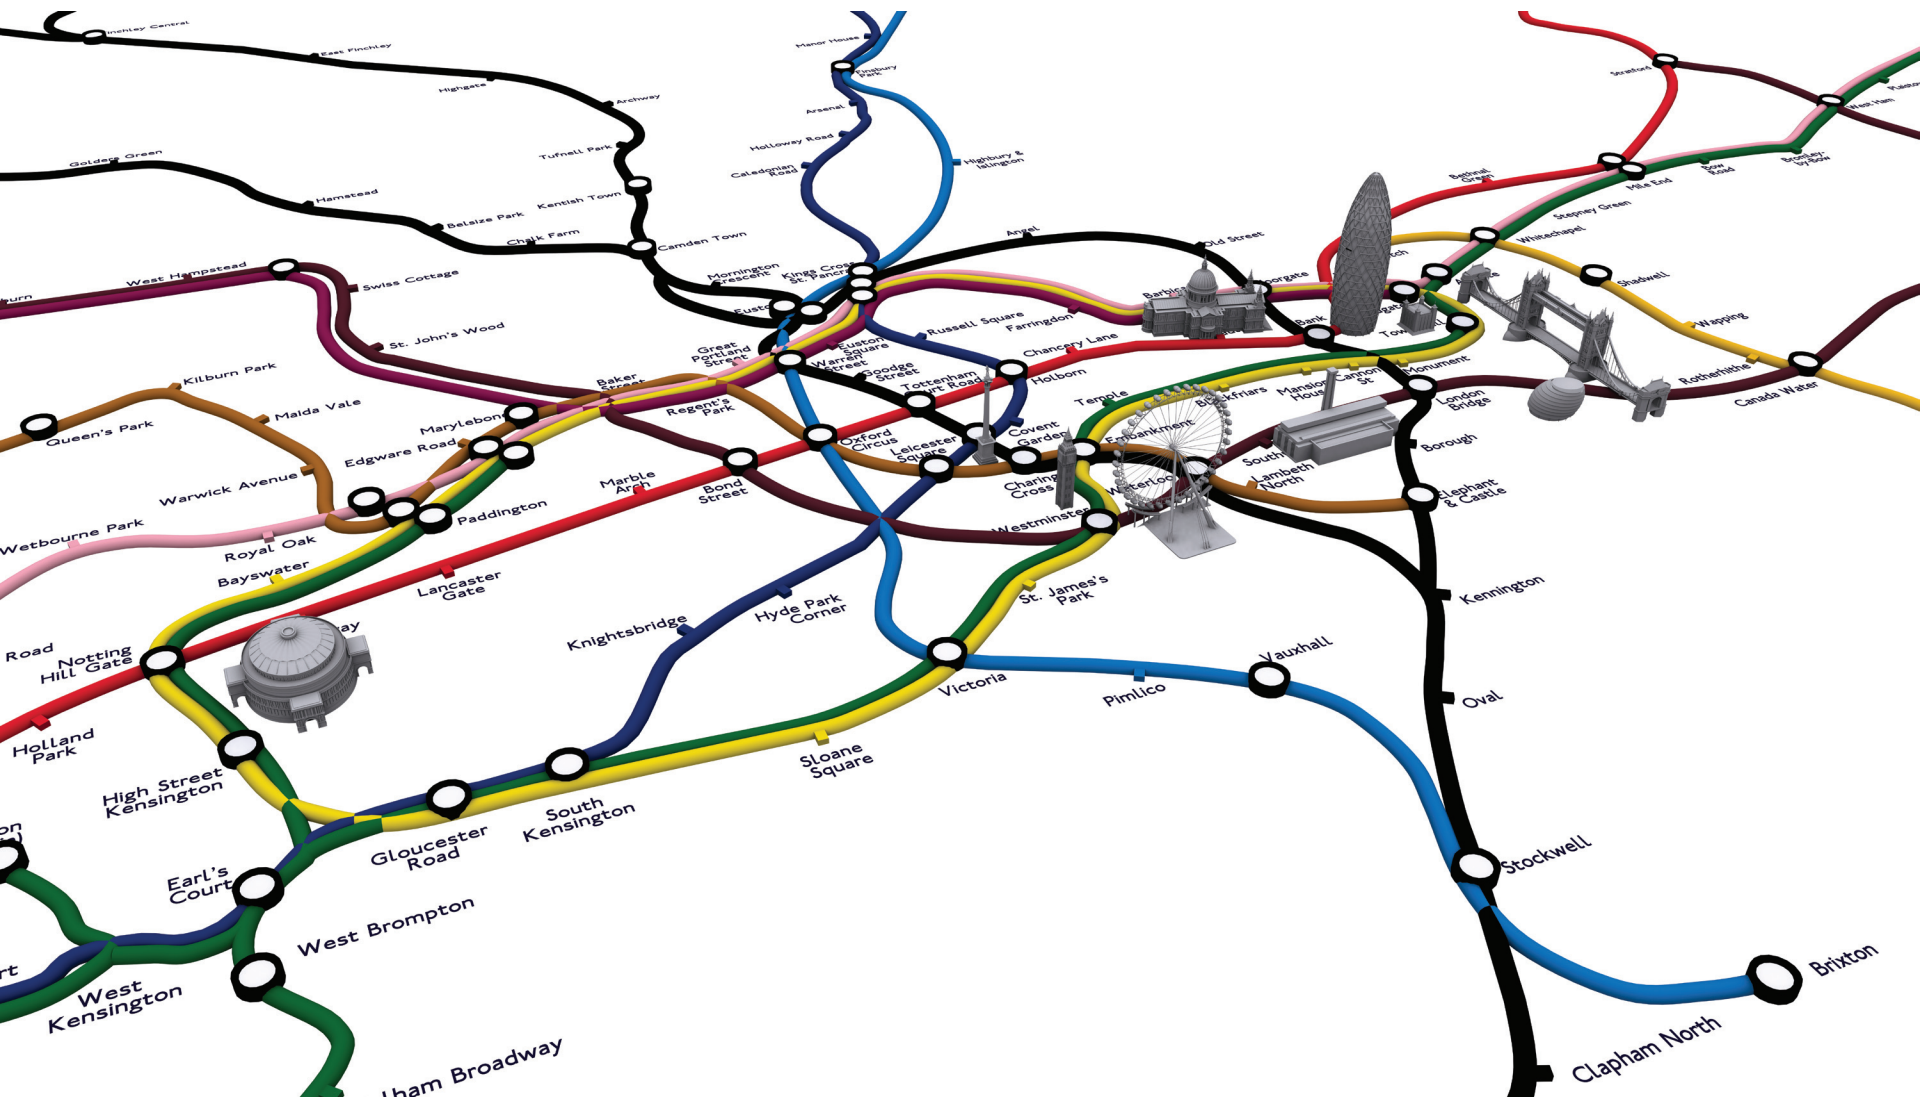 East Finchley
Highgate
Archway
Tufnell Park
Kentish Town
Camden Town
Golders Green
Hamstead
Belsize Park
Chalk Farm
Mornington
Crescent
Manor House
Finsbury
Park
Arsenal
Holloway Road
Caledonian
Road
Highbury &
Islington
Kings Cross
Angel
Old Street
Stratford
West Ham
Bromley-
by-Bow
Bow
Road
Mile End
Bethnal
Green
Stepney Green
Whitechapel
Shadwell
Wapping
Rotherhithe
Canada Water
West Hampstead
Swiss Cottage
St. John's Wood
Kilburn Park
Maida Vale
Queen's Park
Warwick Avenue
Edgware Road
Marylebone
Baker
Street
Great
Portland
Street
Regent's
Park
Euston
Square
Warren
Street
Goodge
Street
Russell Square
Farringdon
Chancery Lane
Holborn
Tottenham
Court Road
Oxford
Circus
Leicester
Square
Covent
Garden
Charing
Cross
Embankment
Temple
Blackfriars
Mansion
House
Cannon
St
Monument
Bank
London
Bridge
Borough
Elephant
& Castle
Lambeth
North
Waterloo
Westminster
St. James's
Park
Wetbourne Park
Royal Oak
Paddington
Bayswater
Lancaster
Gate
Marble
Arch
Bond
Street
Road
Notting
Hill Gate
Holland
Park
High Street
Kensington
Knightsbridge
Hyde Park
Corner
Victoria
Pimlico
Vauxhall
Kennington
Oval
Sloane
Square
South
Kensington
Gloucester
Road
Earl's
Court
West Brompton
West
Kensington
Stockwell
Brixton
Clapham North
lham Broadway